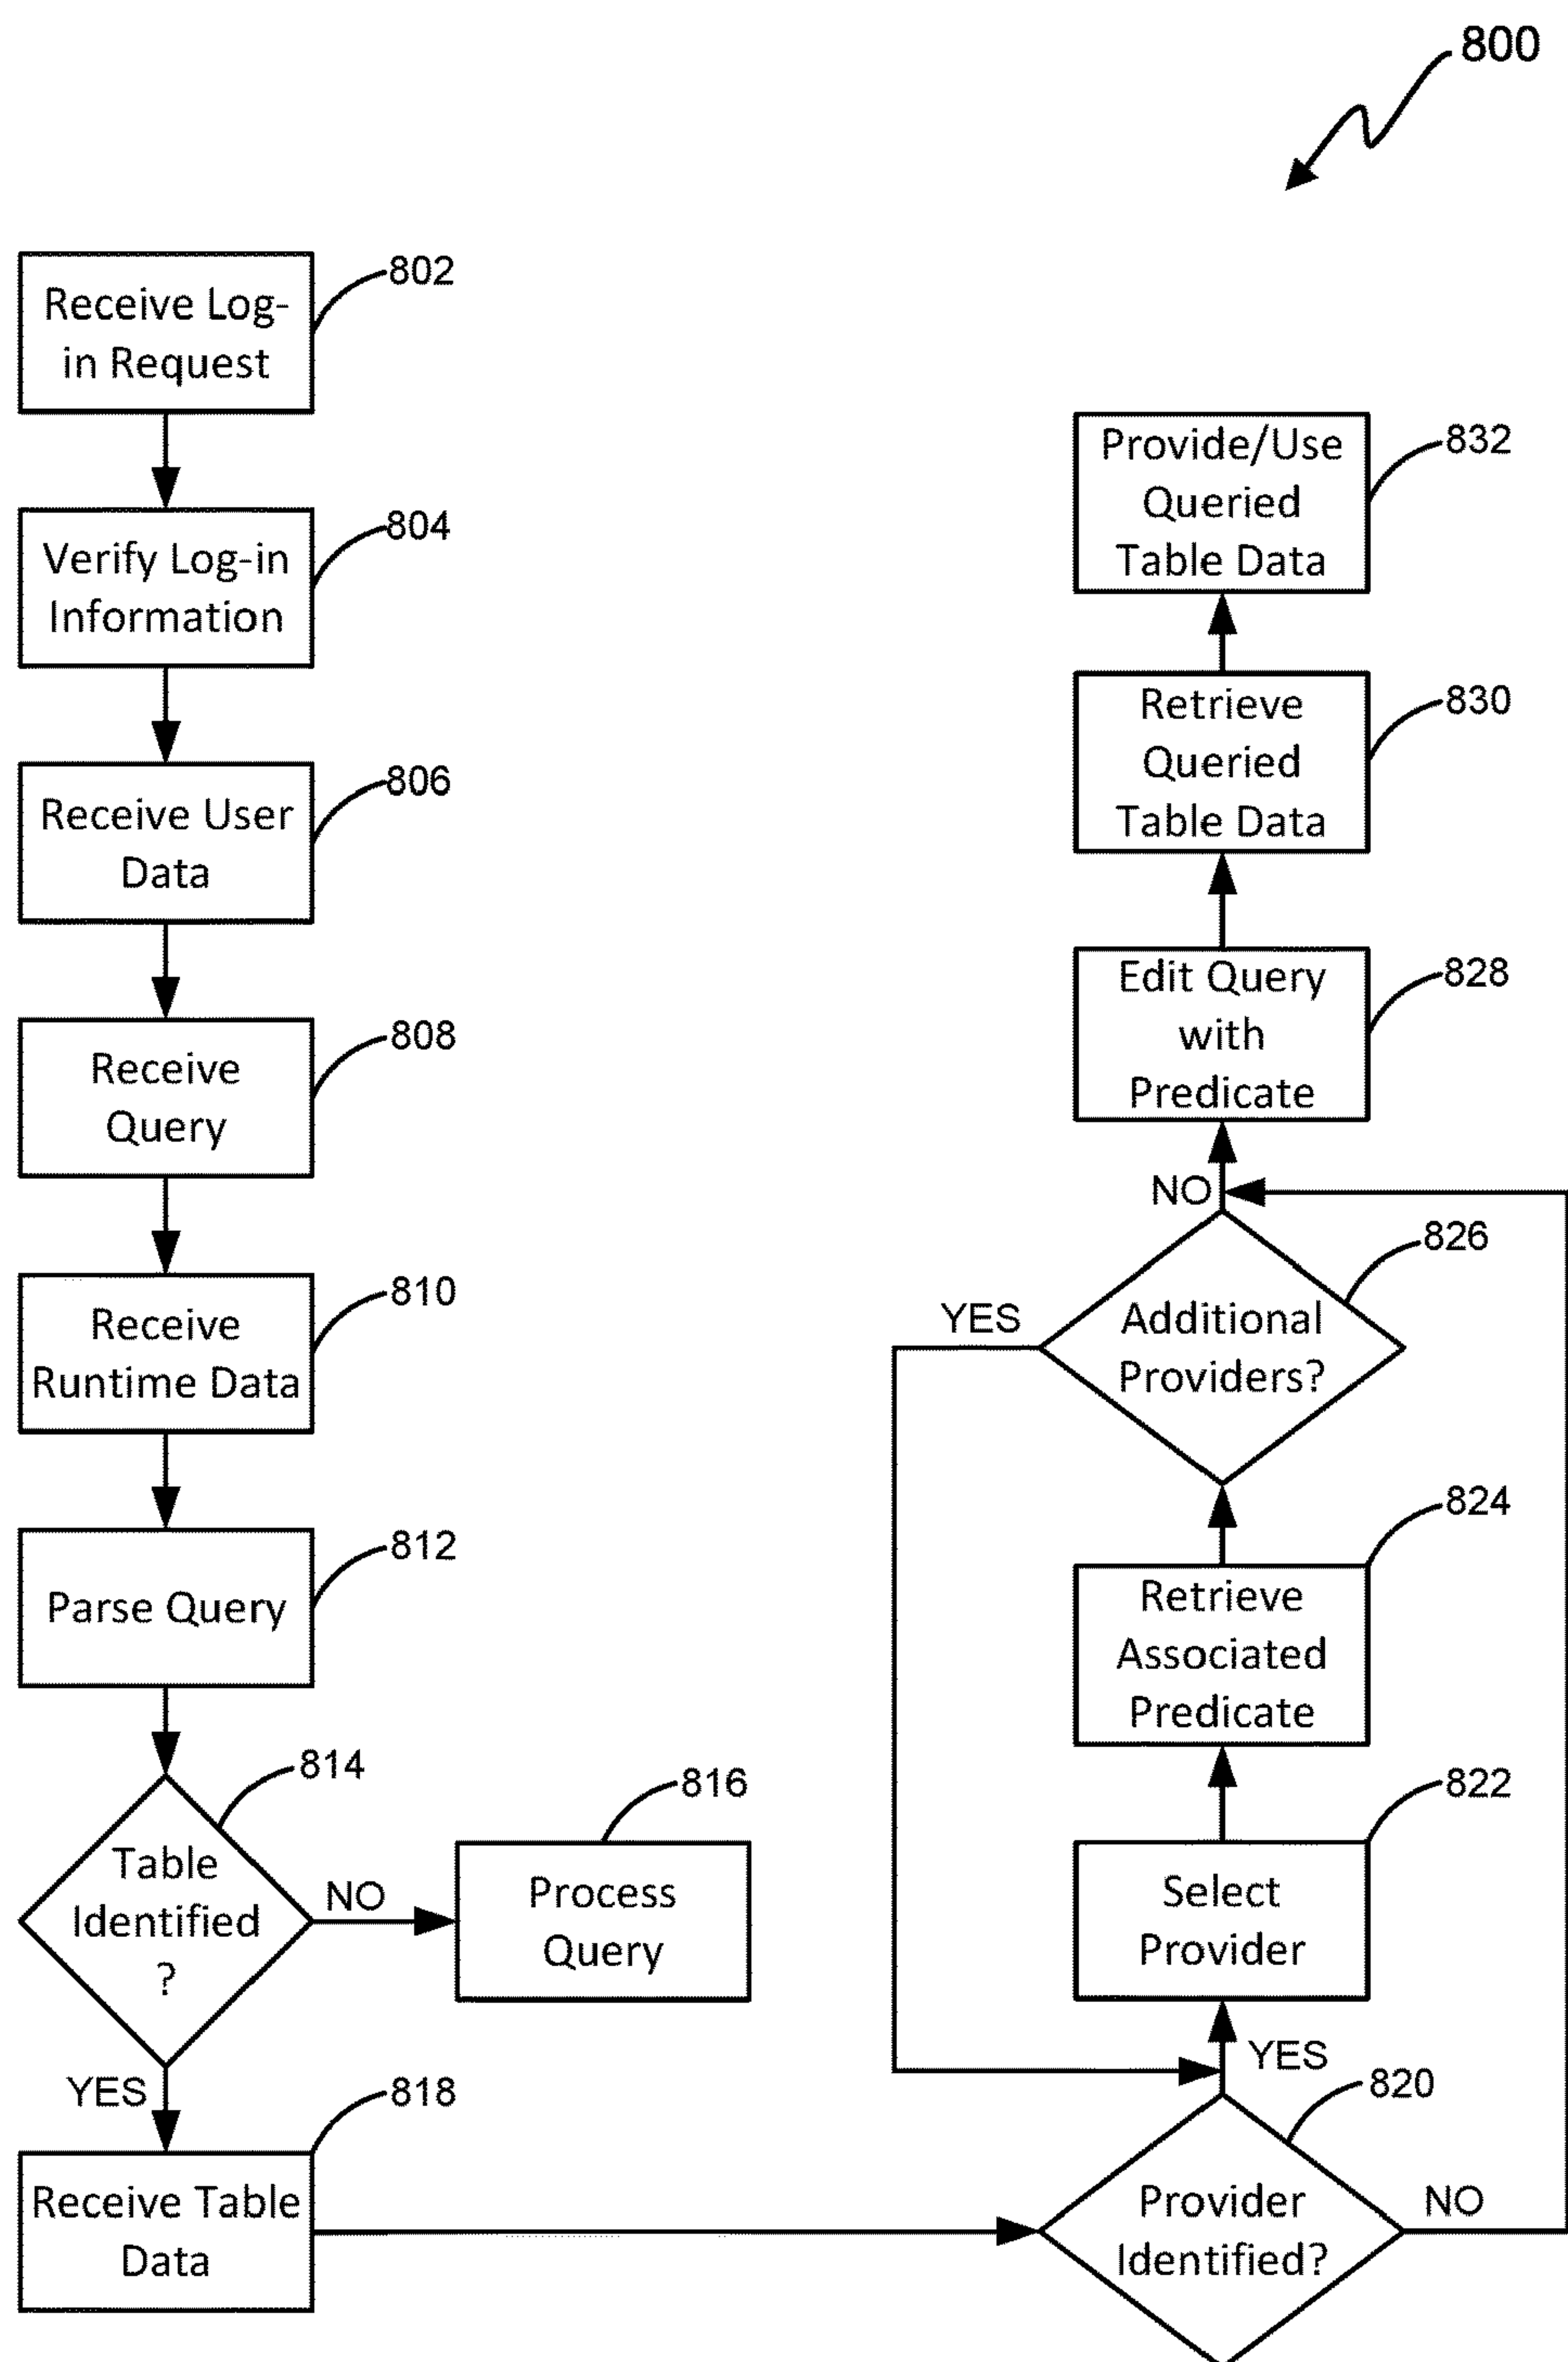 800
802
Receive Log-
in Request
804
Verify Log-in
Information
806
Receive User
Data
808
Receive
Query
810
Receive
Runtime Data
812
Parse Query
814
Table
Identified
?
NO
816
Process
Query
YES
818
Receive Table
Data
832
Provide/Use
Queried
Table Data
830
Retrieve
Queried
Table Data
828
Edit Query
with
Predicate
NO
826
YES
Additional
Providers?
824
Retrieve
Associated
Predicate
822
Select
Provider
YES
820
Provider
Identified?
NO